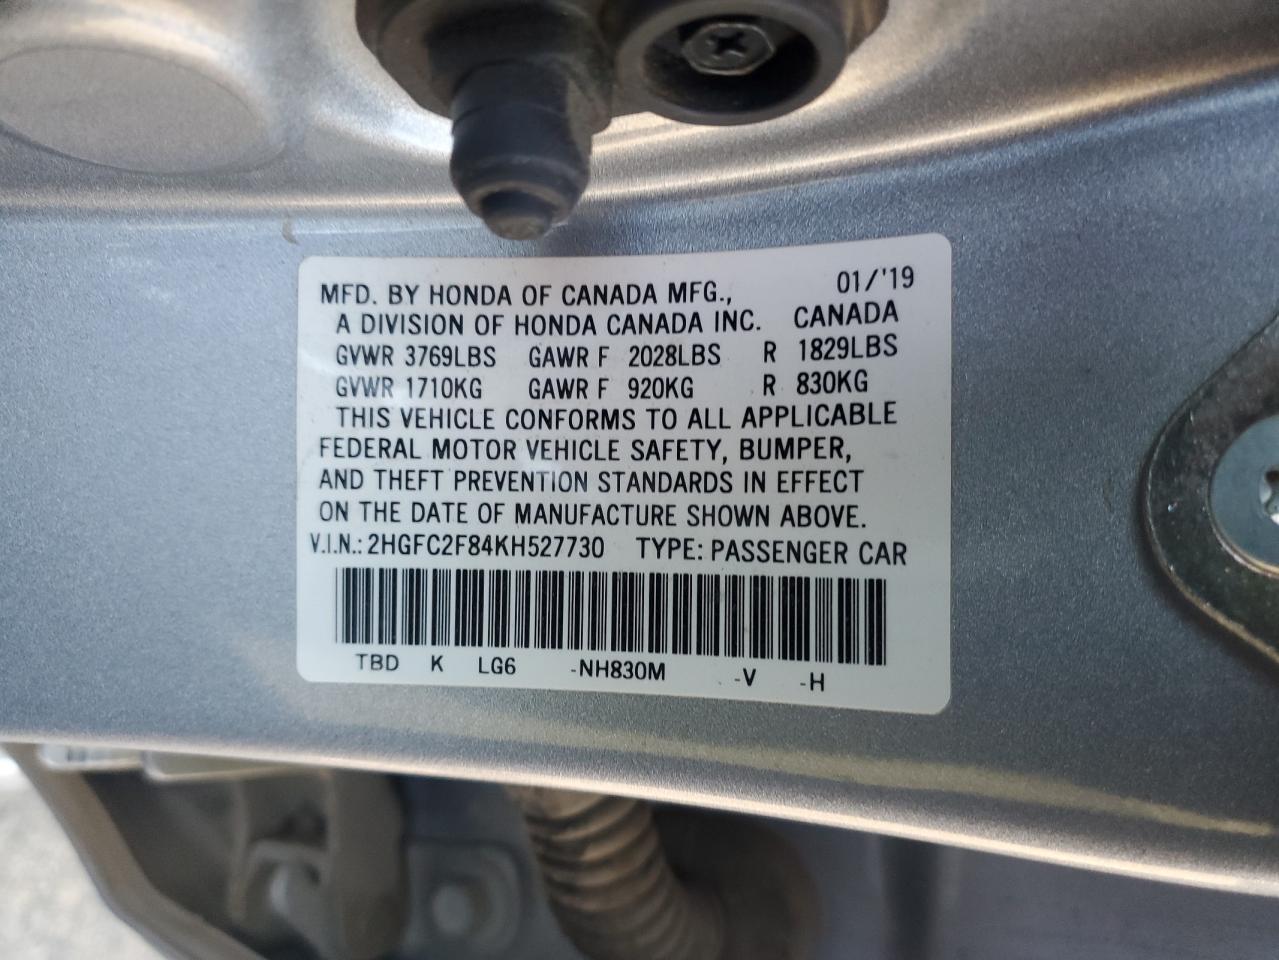 MFD. BY HONDA OF CANADA MFG., 01/'19
A DIVISION OF HONDA CANADA INC. CANADA
GVWR 3769LBS GAWR F 2028LBS R 1829LBS
GVWR 1710KG GAWR F 920KG R 830KG
THIS VEHICLE CONFORMS TO ALL APPLICABLE
FEDERAL MOTOR VEHICLE SAFETY, BUMPER,
AND THEFT PREVENTION STANDARDS IN EFFECT
ON THE DATE OF MANUFACTURE SHOWN ABOVE.
V.I.N.: 2HGFC2F84KH527730 TYPE: PASSENGER CAR
TBD K LG6 -NH830M -V -H